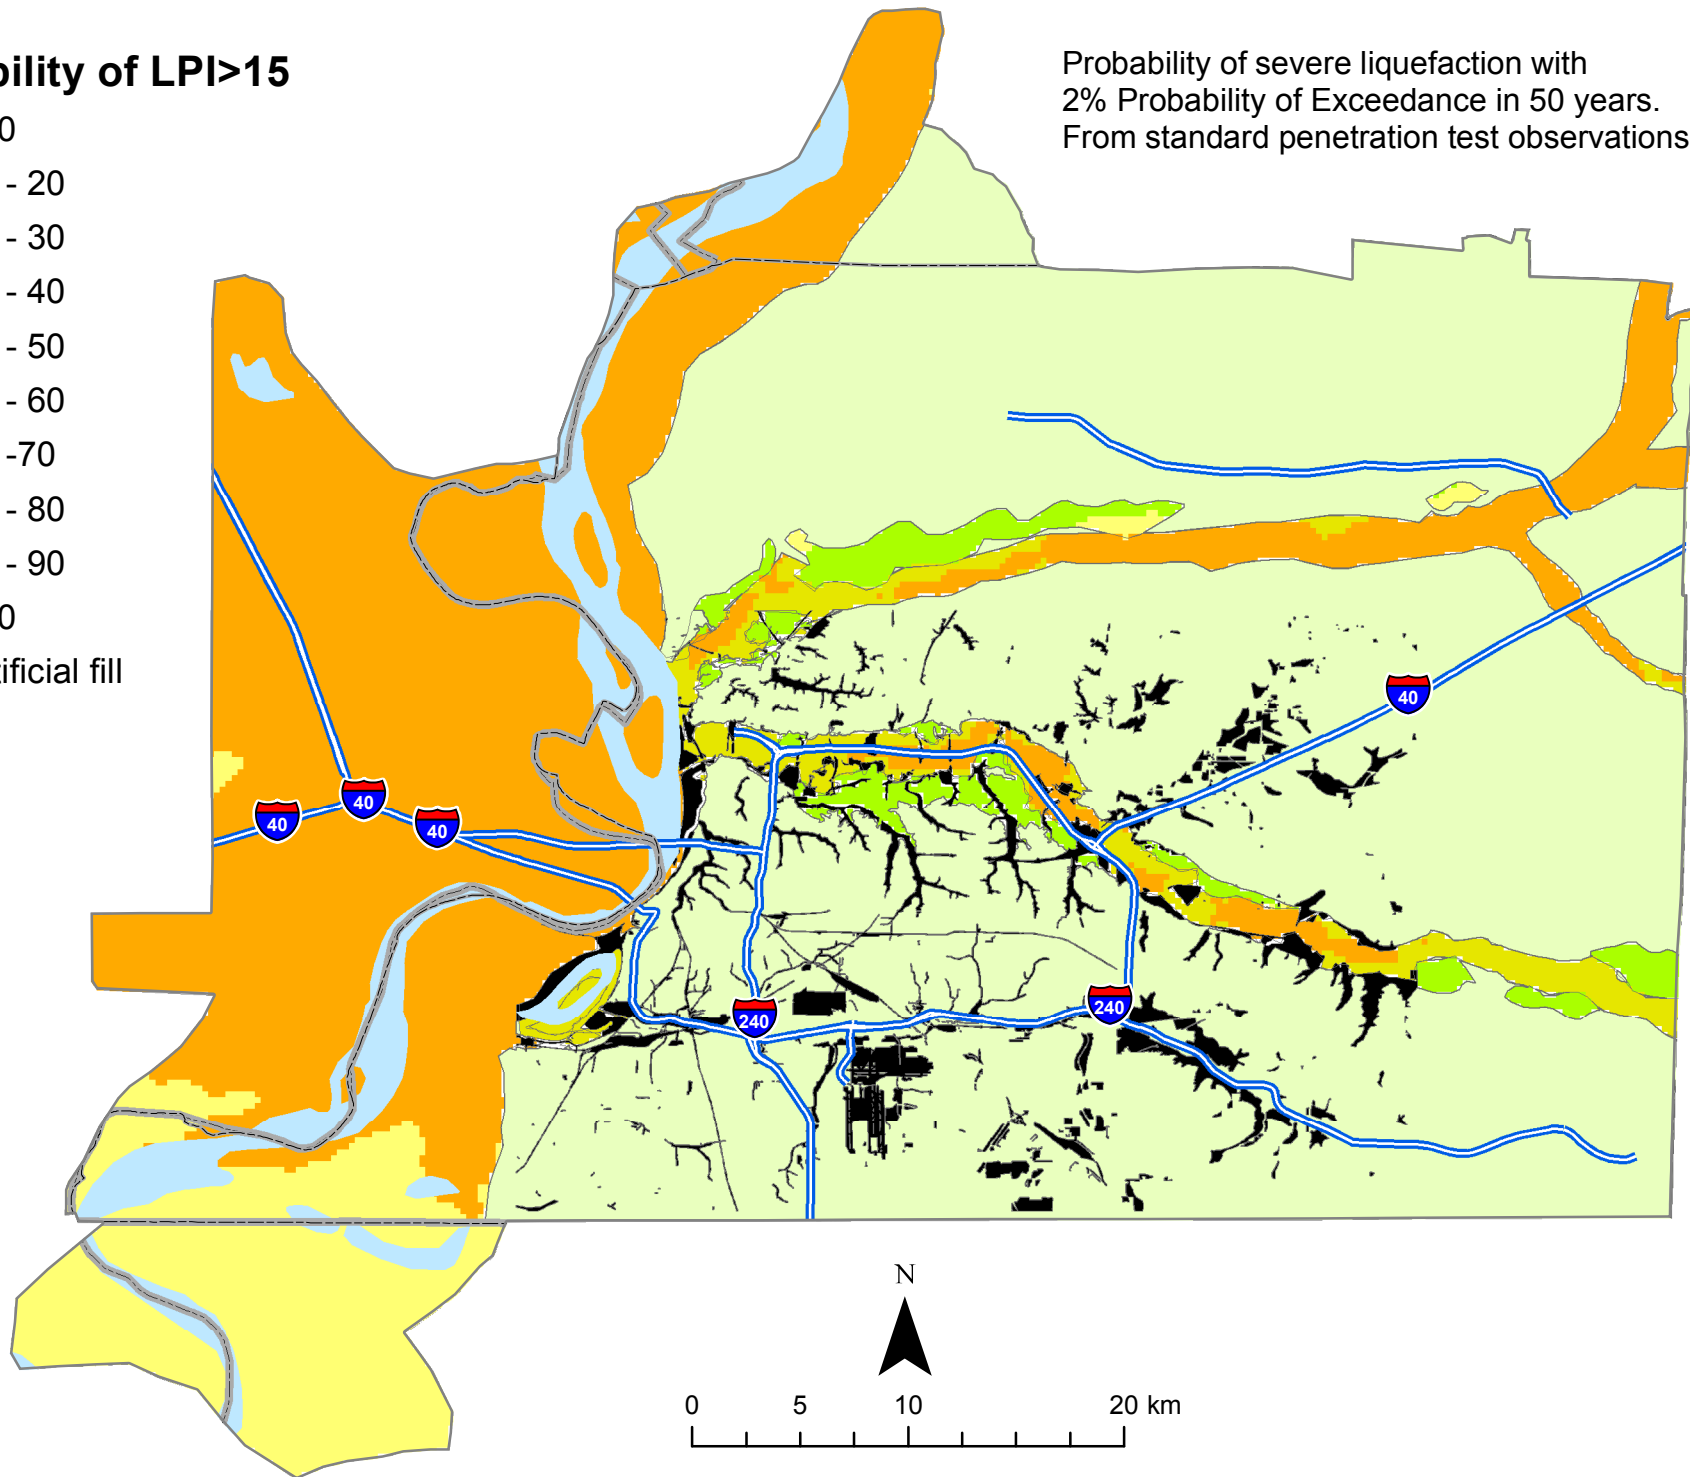 bility of LPI>15
0
- 20
- 30
- 40
- 50
- 60
-70
- 80
- 90
0
tificial fill
Probability of severe liquefaction with
2% Probability of Exceedance in 50 years.
From standard penetration test observations
40
40
40
40
240
240
N
0 5 10 20 km